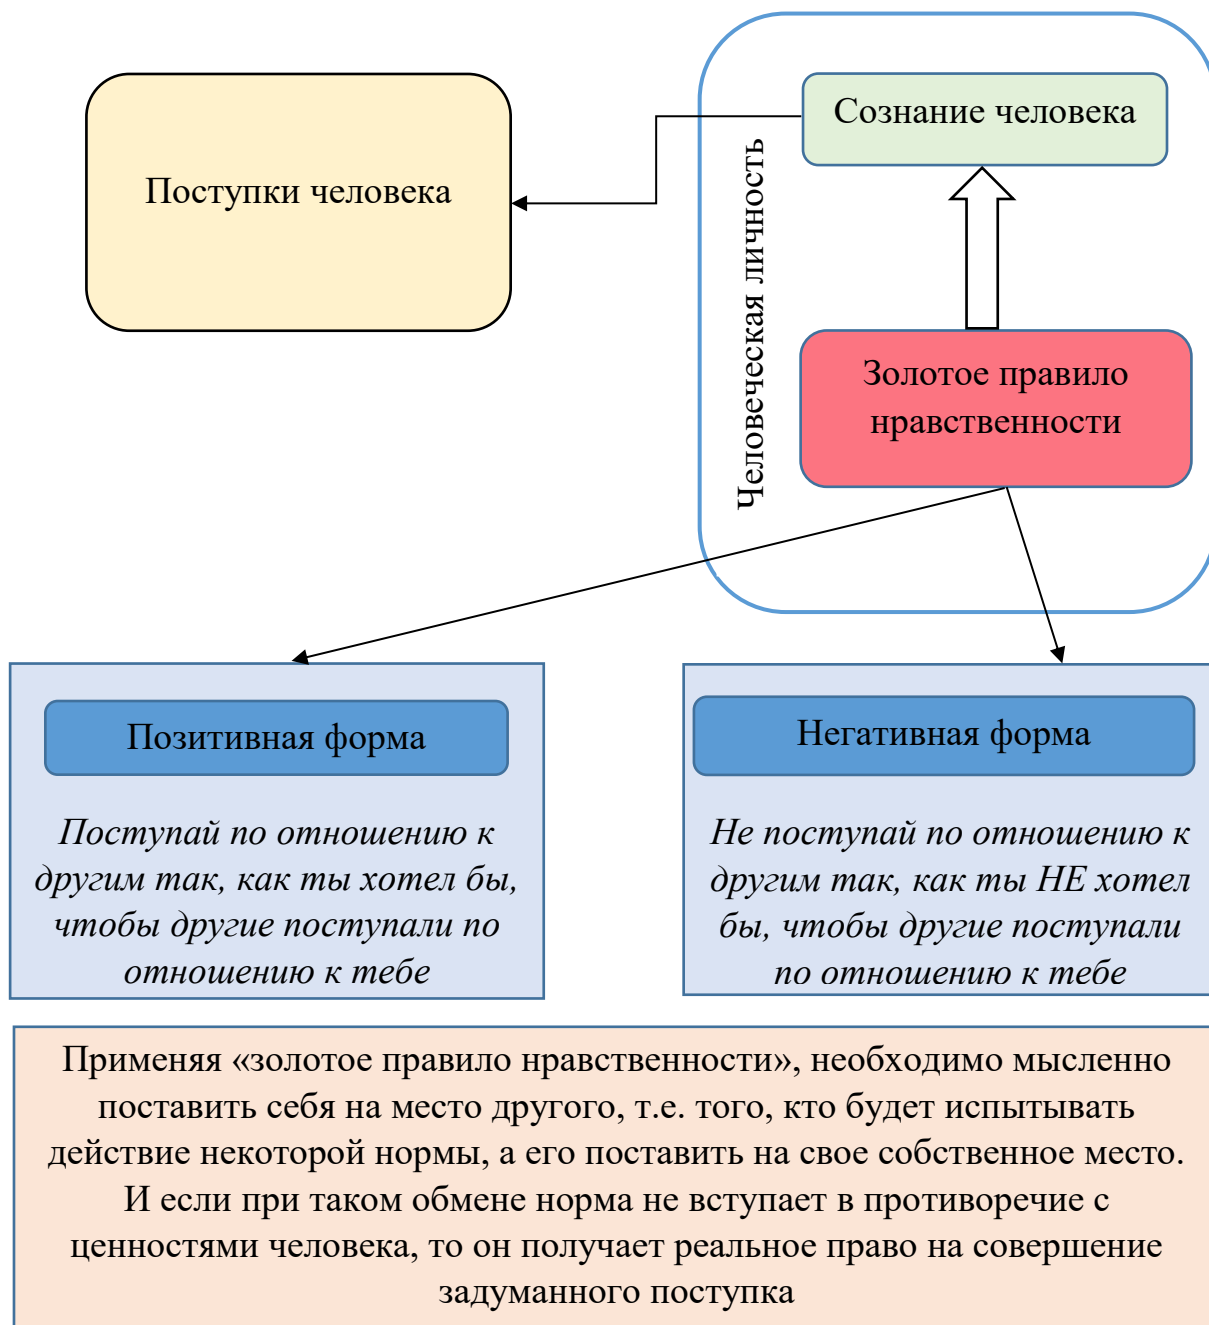 Сознание человека
Поступки человека
Человеческая личность
Золотое правило
нравственности
Позитивная форма
Поступай по отношению к
другим так, как ты хотел бы,
чтобы другие поступали по
отношению к тебе
Негативная форма
Не поступай по отношению к
другим так, как ты НЕ хотел
бы, чтобы другие поступали
по отношению к тебе
Применяя «золотое правило нравственности», необходимо мысленно
поставить себя на место другого, т.е. того, кто будет испытывать
действие некоторой нормы, а его поставить на свое собственное место.
И если при таком обмене норма не вступает в противоречие с
ценностями человека, то он получает реальное право на совершение
задуманного поступка